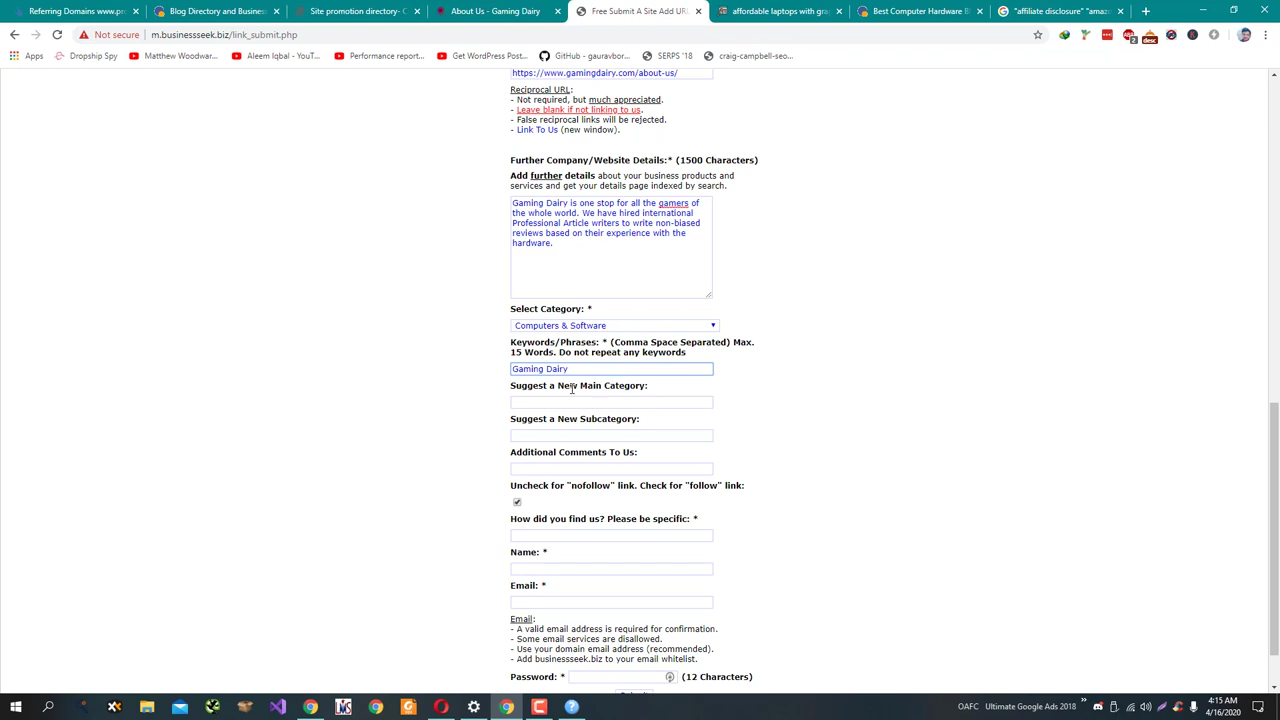 Referring Domains www.pr
Blog Directory and Business
Site promotion directory- C
About Us - Gaming Dairy
Free Submit A Site Add URL
affordable laptops with gra
Best Computer Hardware Bl
"affiliate disclosure" "amaz
Not secure
m.businessseek.biz/link_submit.php
Apps
Dropship Spy
Matthew Woodwar...
Aleem Iqbal - YouT...
Performance report...
Get WordPress Post...
GitHub - gauravbor...
SERPS '18
craig-campbell-seo...
https://www.gamingdairy.com/about-us/
Reciprocal URL:
- Not required, but much appreciated.
- Leave blank if not linking to us.
- False reciprocal links will be rejected.
- Link To Us (new window).
Further Company/Website Details:* (1500 Characters)
Add further details about your business products and
services and get your details page indexed by search.
Gaming Dairy is one stop for all the gamers of
the whole world. We have hired international
Professional Article writers to write non-biased
reviews based on their experience with the
hardware.
Select Category: *
Computers & Software
Keywords/Phrases: * (Comma Space Separated) Max.
15 Words. Do not repeat any keywords
Gaming Dairy
Suggest a New Main Category:
Suggest a New Subcategory:
Additional Comments To Us:
Uncheck for "nofollow" link. Check for "follow" link:
How did you find us? Please be specific: *
Name: *
Email: *
Email:
- A valid email address is required for confirmation.
- Some email services are disallowed.
- Use your domain email address (recommended).
- Add businessseek.biz to your email whitelist.
Password: * (12 Characters)
OAFC Ultimate Google Ads 2018
4:15 AM
4/16/2020